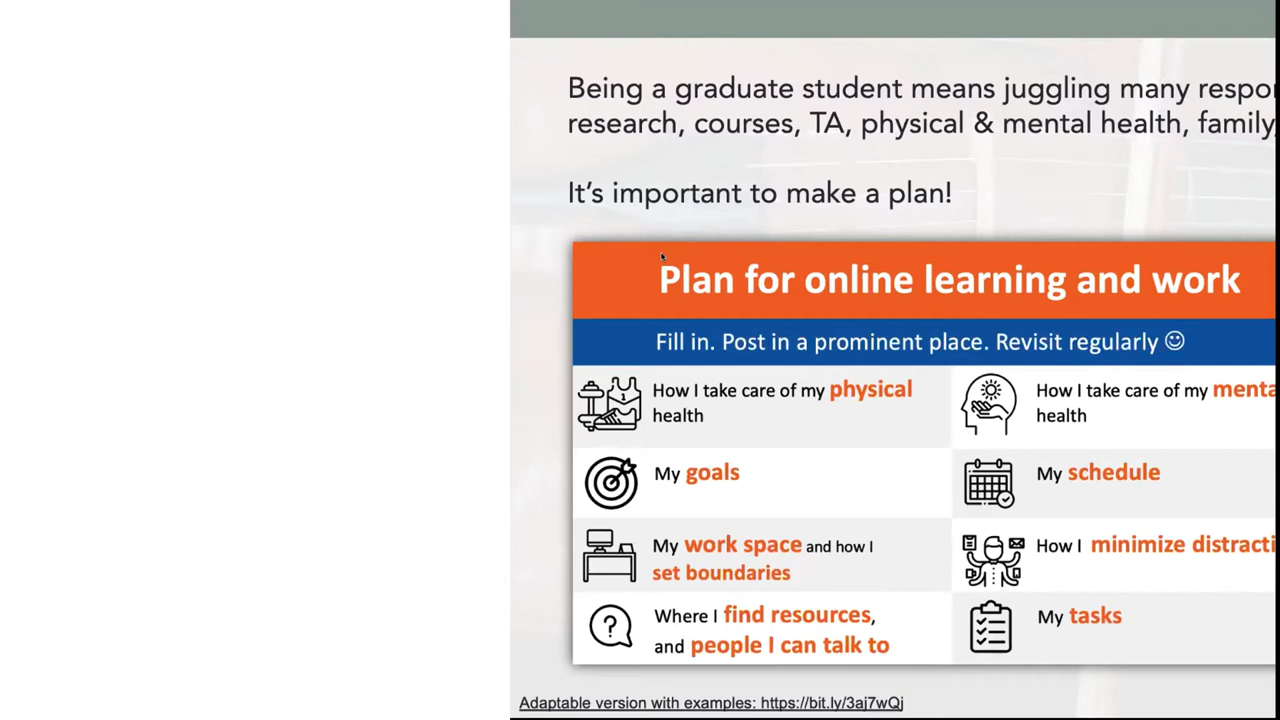 Being a graduate student means juggling many respo
research, courses, TA, physical & mental health, family,
It's important to make a plan!
Plan for online learning and work
Fill in. Post in a prominent place. Revisit regularly ☺
How I take care of my physical
health
How I take care of my menta
health
My goals
My schedule
My work space and how I
set boundaries
How I minimize distracti
Where I find resources,
and people I can talk to
My tasks
Adaptable version with examples: https://bit.ly/3aj7wQj